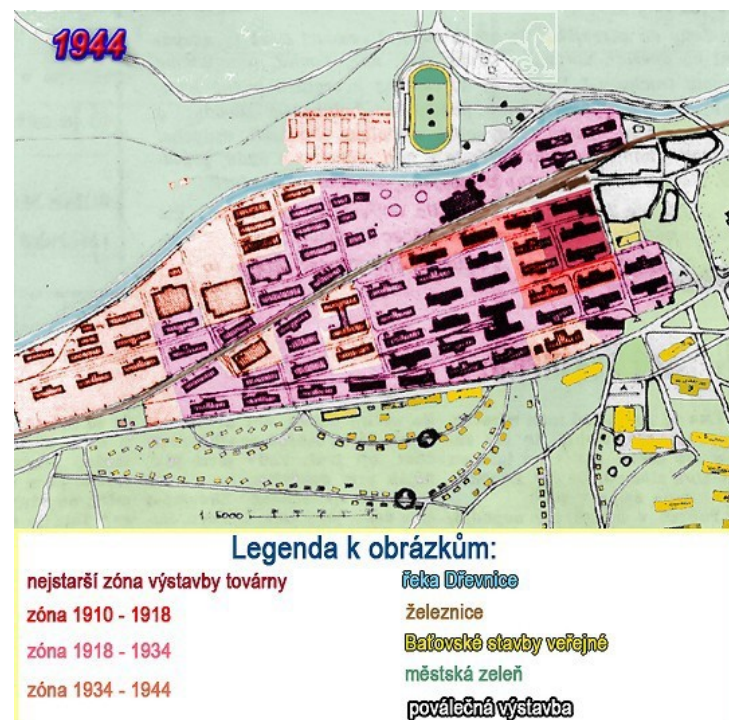 1944
1:5000
Legenda k obrázkům:
nejstarší zóna výstavby továrny
zóna 1910 - 1918
zóna 1918 - 1934
zóna 1934 - 1944
řeka Dřevnice
železnice
Baťovské stavby veřejné
městská zeleň
poválečná výstavba